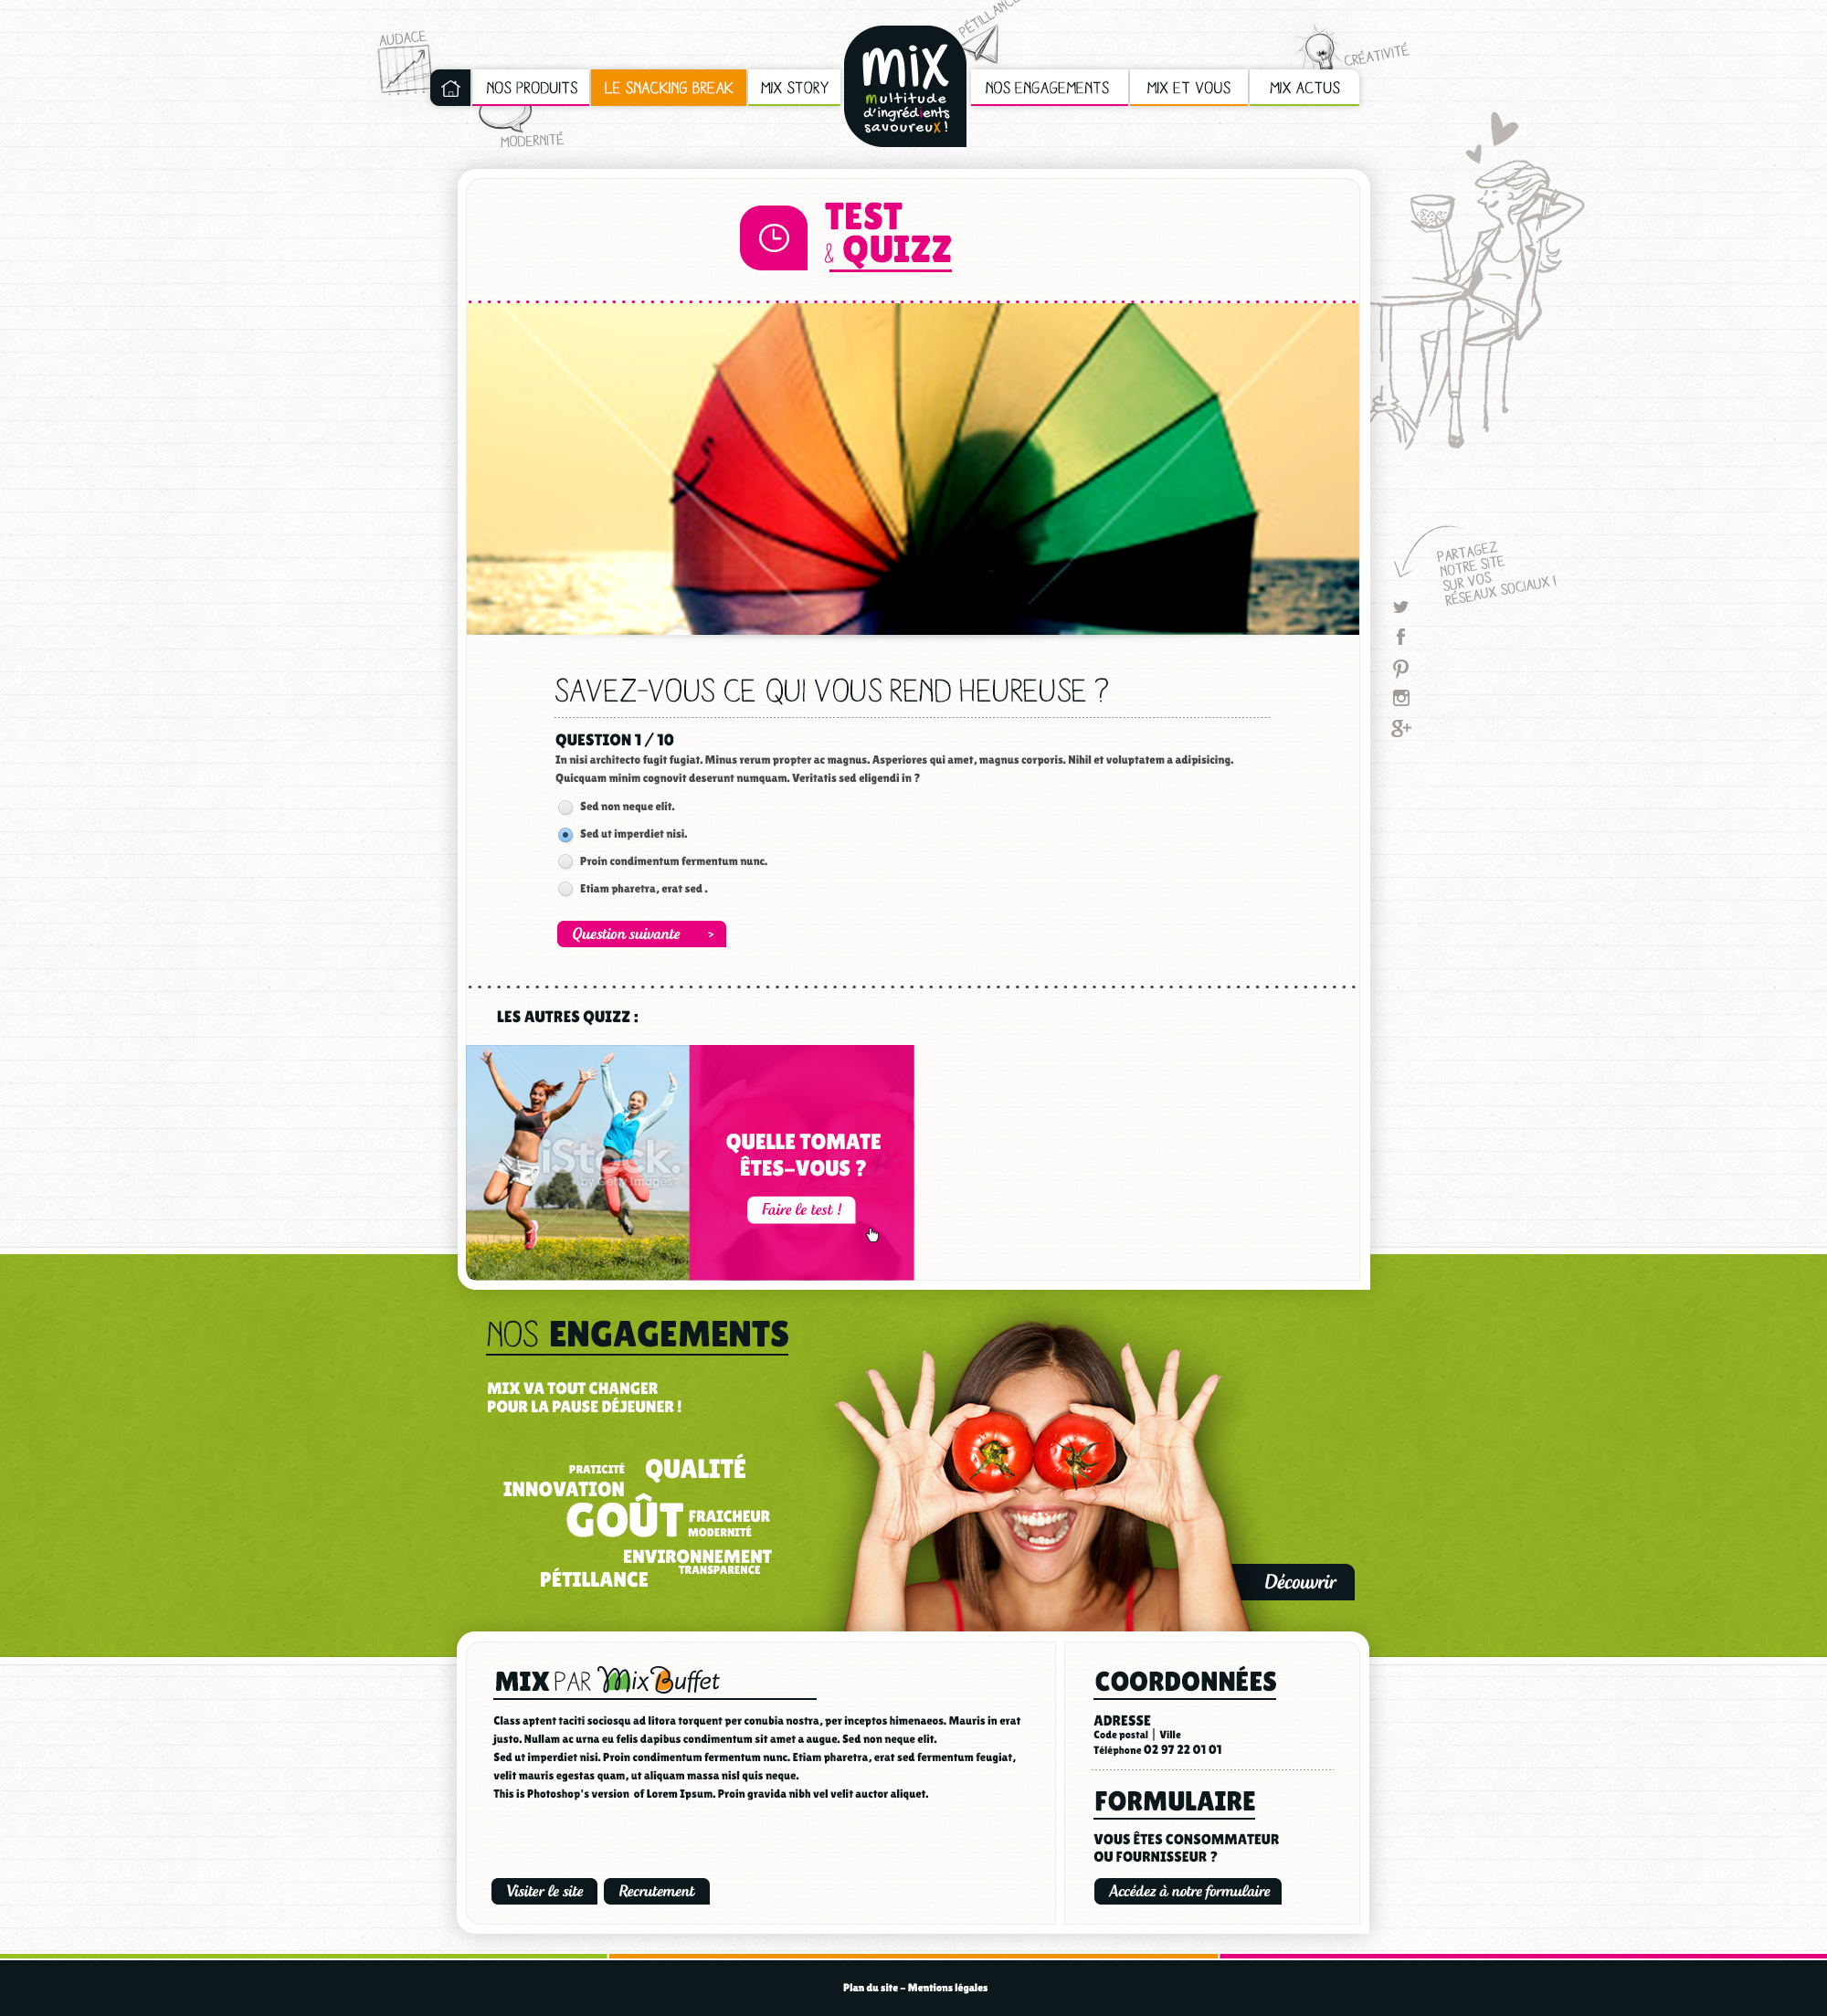 AUDACE
PÉTILLANCE
CRÉATIVITÉ
MODERNITÉ
NOS PRODUITS
LE SNACKING BREAK
MIX STORY
mix
multitude
d'ingrédients
savoureux !
NOS ENGAGEMENTS
MIX ET VOUS
MIX ACTUS
TEST
& QUIZZ
PARTAGEZ
NOTRE SITE
SUR VOS
RÉSEAUX SOCIAUX !
SAVEZ-VOUS CE QUI VOUS REND HEUREUSE ?
QUESTION 1 / 10
In nisi architecto fugit fugiat. Minus rerum propter ac magnus. Asperiores qui amet, magnus corporis. Nihil et voluptatem a adipisicing.
Quicquam minim cognovit deserunt numquam. Veritatis sed eligendi in ?
Sed non neque elit.
Sed ut imperdiet nisi.
Proin condimentum fermentum nunc.
Etiam pharetra, erat sed .
Question suivante >
LES AUTRES QUIZZ :
iStock.
by Getty Images
QUELLE TOMATE
ÊTES-VOUS ?
Faire le test !
NOS ENGAGEMENTS
MIX VA TOUT CHANGER
POUR LA PAUSE DÉJEUNER !
PRATICITÉ
QUALITÉ
INNOVATION
GOÛT
FRAICHEUR
MODERNITÉ
ENVIRONNEMENT
TRANSPARENCE
PÉTILLANCE
Découvrir
MIX PAR MixBuffet
Class aptent taciti sociosqu ad litora torquent per conubia nostra, per inceptos himenaeos. Mauris in erat
justo. Nullam ac urna eu felis dapibus condimentum sit amet a augue. Sed non neque elit.
Sed ut imperdiet nisi. Proin condimentum fermentum nunc. Etiam pharetra, erat sed fermentum feugiat,
velit mauris egestas quam, ut aliquam massa nisl quis neque.
This is Photoshop's version of Lorem Ipsum. Proin gravida nibh vel velit auctor aliquet.
Visiter le site
Recrutement
COORDONNÉES
ADRESSE
Code postal | Ville
Téléphone 02 97 22 01 01
FORMULAIRE
VOUS ÊTES CONSOMMATEUR
OU FOURNISSEUR ?
Accédez à notre formulaire
Plan du site - Mentions légales